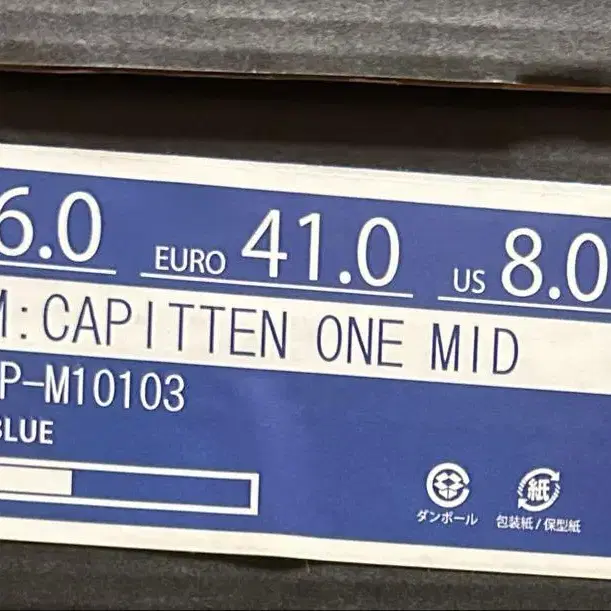 6.0 EURO 41.0 US 8.0
M:CAPITTEN ONE MID
P-M10103
BLUE
ダンボール
紙
包装紙/保型紙